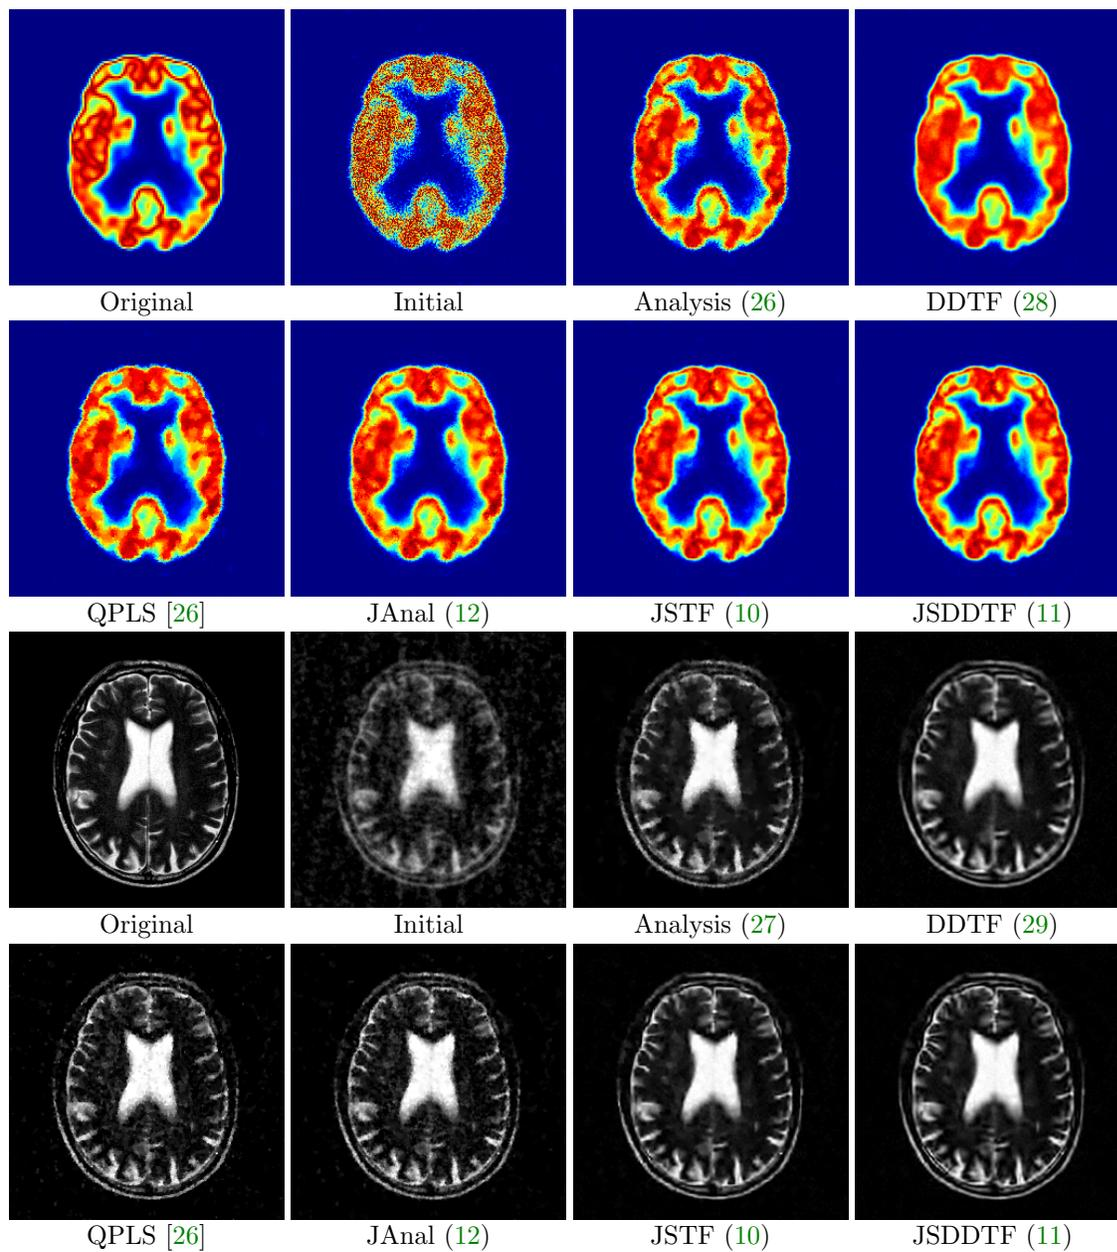 Original Initial Analysis (26) DDTF (28)
QPLS [26] JAnal (12) JSTF (10) JSDDTF (11)
Original Initial Analysis (27) DDTF (29)
QPLS [26] JAnal (12) JSTF (10) JSDDTF (11)